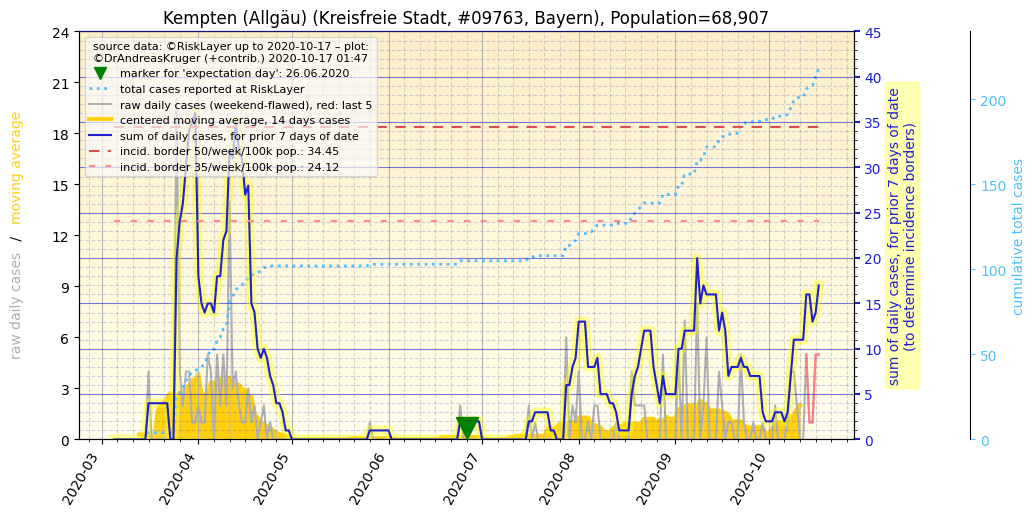 Kempten (Allgäu) (Kreisfreie Stadt, #09763, Bayern), Population=68,907
source data: ©RiskLayer up to 2020-10-17 – plot:
©DrAndreasKruger (+contrib.) 2020-10-17 01:47
marker for 'expectation day': 26.06.2020
total cases reported at RiskLayer
raw daily cases (weekend-flawed), red: last 5
centered moving average, 14 days cases
sum of daily cases, for prior 7 days of date
incid. border 50/week/100k pop.: 34.45
incid. border 35/week/100k pop.: 24.12
raw daily cases / moving average
24
21
18
15
12
9
6
3
0
45
40
35
30
25
20
15
10
5
0
sum of daily cases, for prior 7 days of date
(to determine incidence borders)
200
150
100
50
0
cumulative total cases
2020-03
2020-04
2020-05
2020-06
2020-07
2020-08
2020-09
2020-10